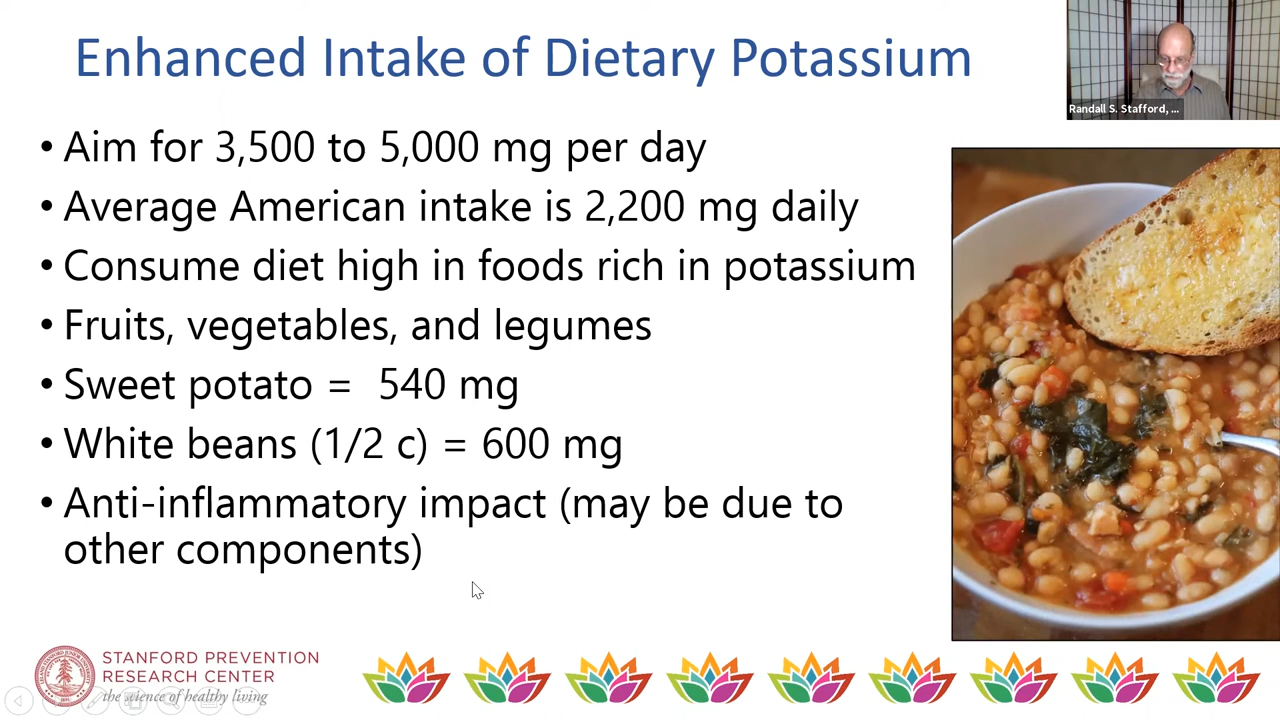 Enhanced Intake of Dietary Potassium
Randall S. Stafford, ...
• Aim for 3,500 to 5,000 mg per day
• Average American intake is 2,200 mg daily
• Consume diet high in foods rich in potassium
• Fruits, vegetables, and legumes
• Sweet potato =  540 mg
• White beans (1/2 c) = 600 mg
• Anti-inflammatory impact (may be due to
other components)
STANFORD PREVENTION
RESEARCH CENTER
the science of healthy living